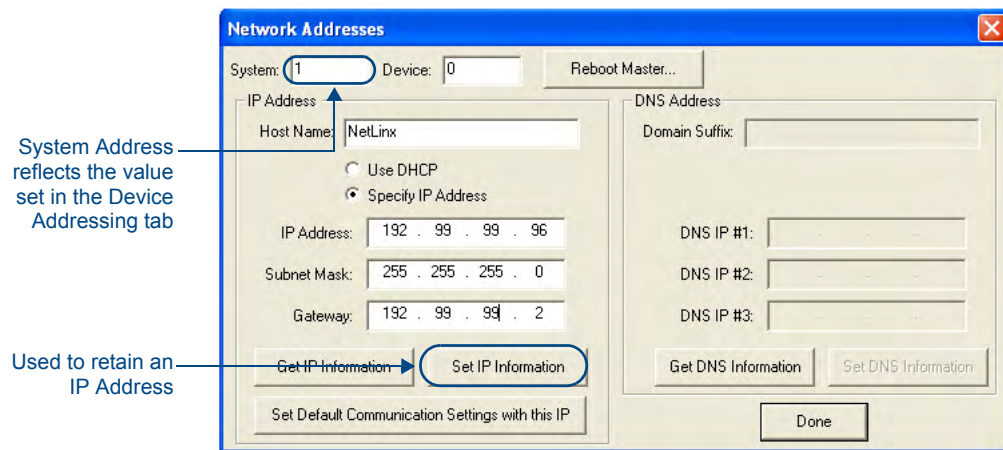 Network Addresses
System: 1 Device: 0 Reboot Master...
IP Address
Host Name: NetLinx
Use DHCP
Specify IP Address
IP Address: 192 . 99 . 99 . 96
Subnet Mask: 255 . 255 . 255 . 0
Gateway: 192 . 99 . 99 . 2
Get IP Information Set IP Information
Set Default Communication Settings with this IP
DNS Address
Domain Suffix:
DNS IP #1:
DNS IP #2:
DNS IP #3:
Get DNS Information Set DNS Information
Done
System Address
reflects the value
set in the Device
Addressing tab
Used to retain an
IP Address